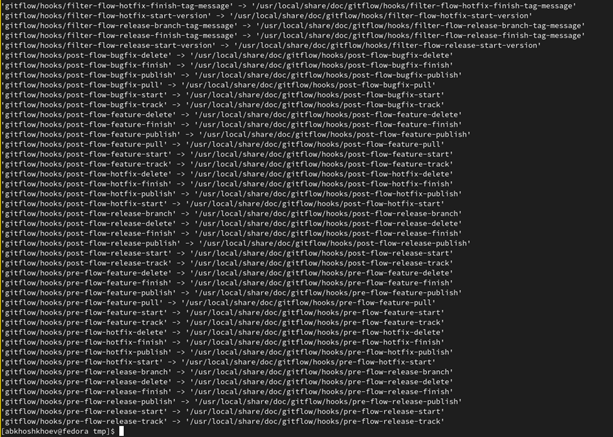 'gitflow/hooks/filter-flow-hotfix-finish-tag-message' -> '/usr/local/share/doc/gitflow/hooks/filter-flow-hotfix-finish-tag-message'
'gitflow/hooks/filter-flow-hotfix-start-version' -> '/usr/local/share/doc/gitflow/hooks/filter-flow-hotfix-start-version'
'gitflow/hooks/filter-flow-release-branch-tag-message' -> '/usr/local/share/doc/gitflow/hooks/filter-flow-release-branch-tag-message'
'gitflow/hooks/filter-flow-release-finish-tag-message' -> '/usr/local/share/doc/gitflow/hooks/filter-flow-release-finish-tag-message'
'gitflow/hooks/filter-flow-release-start-version' -> '/usr/local/share/doc/gitflow/hooks/filter-flow-release-start-version'
'gitflow/hooks/post-flow-bugfix-delete' -> '/usr/local/share/doc/gitflow/hooks/post-flow-bugfix-delete'
'gitflow/hooks/post-flow-bugfix-finish' -> '/usr/local/share/doc/gitflow/hooks/post-flow-bugfix-finish'
'gitflow/hooks/post-flow-bugfix-publish' -> '/usr/local/share/doc/gitflow/hooks/post-flow-bugfix-publish'
'gitflow/hooks/post-flow-bugfix-pull' -> '/usr/local/share/doc/gitflow/hooks/post-flow-bugfix-pull'
'gitflow/hooks/post-flow-bugfix-start' -> '/usr/local/share/doc/gitflow/hooks/post-flow-bugfix-start'
'gitflow/hooks/post-flow-bugfix-track' -> '/usr/local/share/doc/gitflow/hooks/post-flow-bugfix-track'
'gitflow/hooks/post-flow-feature-delete' -> '/usr/local/share/doc/gitflow/hooks/post-flow-feature-delete'
'gitflow/hooks/post-flow-feature-finish' -> '/usr/local/share/doc/gitflow/hooks/post-flow-feature-finish'
'gitflow/hooks/post-flow-feature-publish' -> '/usr/local/share/doc/gitflow/hooks/post-flow-feature-publish'
'gitflow/hooks/post-flow-feature-pull' -> '/usr/local/share/doc/gitflow/hooks/post-flow-feature-pull'
'gitflow/hooks/post-flow-feature-start' -> '/usr/local/share/doc/gitflow/hooks/post-flow-feature-start'
'gitflow/hooks/post-flow-feature-track' -> '/usr/local/share/doc/gitflow/hooks/post-flow-feature-track'
'gitflow/hooks/post-flow-hotfix-delete' -> '/usr/local/share/doc/gitflow/hooks/post-flow-hotfix-delete'
'gitflow/hooks/post-flow-hotfix-finish' -> '/usr/local/share/doc/gitflow/hooks/post-flow-hotfix-finish'
'gitflow/hooks/post-flow-hotfix-publish' -> '/usr/local/share/doc/gitflow/hooks/post-flow-hotfix-publish'
'gitflow/hooks/post-flow-hotfix-start' -> '/usr/local/share/doc/gitflow/hooks/post-flow-hotfix-start'
'gitflow/hooks/post-flow-release-branch' -> '/usr/local/share/doc/gitflow/hooks/post-flow-release-branch'
'gitflow/hooks/post-flow-release-delete' -> '/usr/local/share/doc/gitflow/hooks/post-flow-release-delete'
'gitflow/hooks/post-flow-release-finish' -> '/usr/local/share/doc/gitflow/hooks/post-flow-release-finish'
'gitflow/hooks/post-flow-release-publish' -> '/usr/local/share/doc/gitflow/hooks/post-flow-release-publish'
'gitflow/hooks/post-flow-release-start' -> '/usr/local/share/doc/gitflow/hooks/post-flow-release-start'
'gitflow/hooks/post-flow-release-track' -> '/usr/local/share/doc/gitflow/hooks/post-flow-release-track'
'gitflow/hooks/pre-flow-feature-delete' -> '/usr/local/share/doc/gitflow/hooks/pre-flow-feature-delete'
'gitflow/hooks/pre-flow-feature-finish' -> '/usr/local/share/doc/gitflow/hooks/pre-flow-feature-finish'
'gitflow/hooks/pre-flow-feature-publish' -> '/usr/local/share/doc/gitflow/hooks/pre-flow-feature-publish'
'gitflow/hooks/pre-flow-feature-pull' -> '/usr/local/share/doc/gitflow/hooks/pre-flow-feature-pull'
'gitflow/hooks/pre-flow-feature-start' -> '/usr/local/share/doc/gitflow/hooks/pre-flow-feature-start'
'gitflow/hooks/pre-flow-feature-track' -> '/usr/local/share/doc/gitflow/hooks/pre-flow-feature-track'
'gitflow/hooks/pre-flow-hotfix-delete' -> '/usr/local/share/doc/gitflow/hooks/pre-flow-hotfix-delete'
'gitflow/hooks/pre-flow-hotfix-finish' -> '/usr/local/share/doc/gitflow/hooks/pre-flow-hotfix-finish'
'gitflow/hooks/pre-flow-hotfix-publish' -> '/usr/local/share/doc/gitflow/hooks/pre-flow-hotfix-publish'
'gitflow/hooks/pre-flow-hotfix-start' -> '/usr/local/share/doc/gitflow/hooks/pre-flow-hotfix-start'
'gitflow/hooks/pre-flow-release-branch' -> '/usr/local/share/doc/gitflow/hooks/pre-flow-release-branch'
'gitflow/hooks/pre-flow-release-delete' -> '/usr/local/share/doc/gitflow/hooks/pre-flow-release-delete'
'gitflow/hooks/pre-flow-release-finish' -> '/usr/local/share/doc/gitflow/hooks/pre-flow-release-finish'
'gitflow/hooks/pre-flow-release-publish' -> '/usr/local/share/doc/gitflow/hooks/pre-flow-release-publish'
'gitflow/hooks/pre-flow-release-start' -> '/usr/local/share/doc/gitflow/hooks/pre-flow-release-start'
'gitflow/hooks/pre-flow-release-track' -> '/usr/local/share/doc/gitflow/hooks/pre-flow-release-track'
[abkhoshkhoev@fedora tmp]$